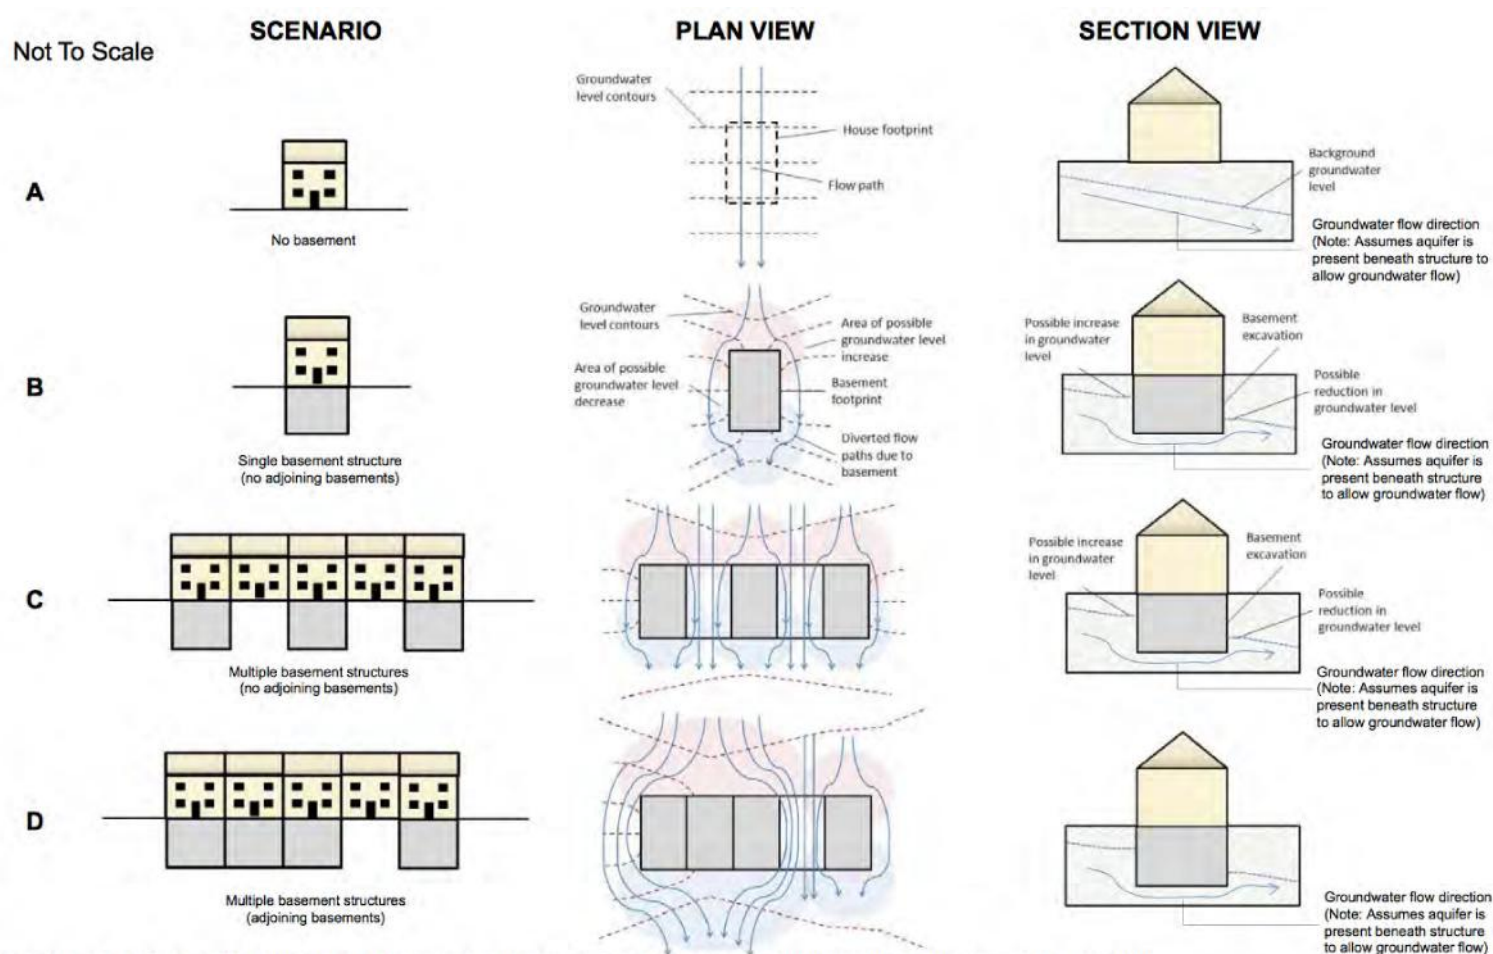 Not To Scale
SCENARIO
PLAN VIEW
SECTION VIEW
A
No basement
Groundwater
level contours
House footprint
Flow path
Background
groundwater
level
Groundwater flow direction
(Note: Assumes aquifer is
present beneath structure to
allow groundwater flow)
B
Single basement structure
(no adjoining basements)
Groundwater
level contours
Area of possible
groundwater level
decrease
Area of possible
groundwater level
increase
Basement
footprint
Diverted flow
paths due to
basement
Possible increase
in groundwater
level
Basement
excavation
Possible
reduction in
groundwater level
Groundwater flow direction
(Note: Assumes aquifer is
present beneath structure
to allow groundwater flow)
C
Multiple basement structures
(no adjoining basements)
Possible increase
in groundwater
level
Basement
excavation
Possible
reduction in
groundwater level
Groundwater flow direction
(Note: Assumes aquifer is
present beneath structure
to allow groundwater flow)
D
Multiple basement structures
(adjoining basements)
Groundwater flow direction
(Note: Assumes aquifer is
present beneath structure
to allow groundwater flow)